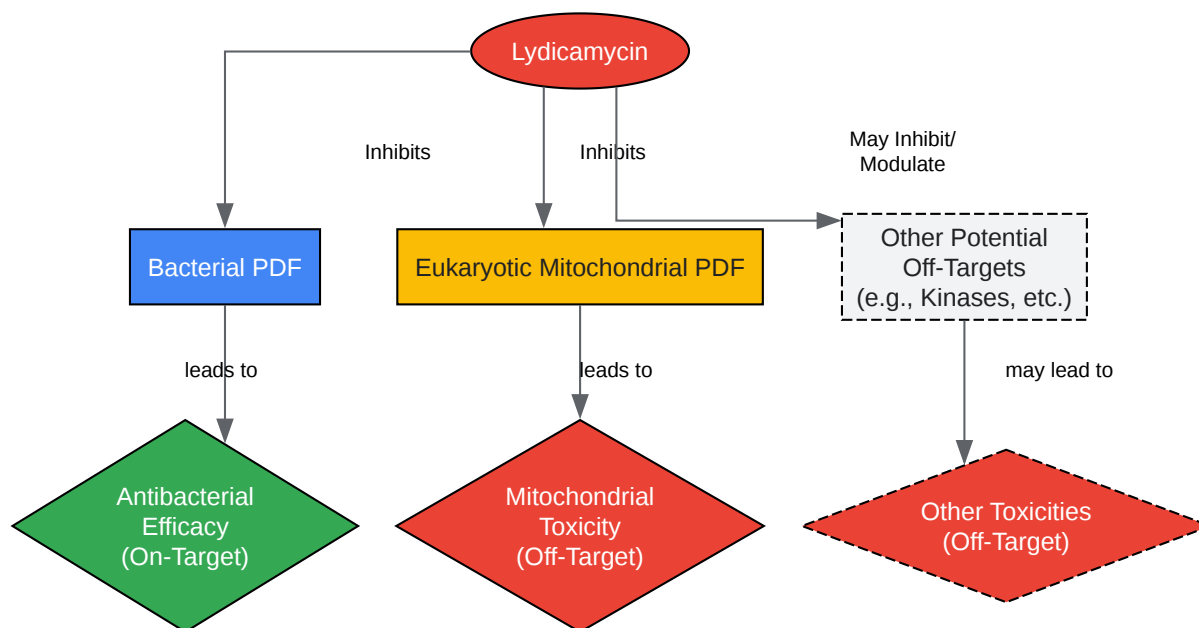 Lydicamycin
Inhibits
Inhibits
May Inhibit/
Modulate
Bacterial PDF
Eukaryotic Mitochondrial PDF
Other Potential
Off-Targets
(e.g., Kinases, etc.)
leads to
leads to
may lead to
Antibacterial
Efficacy
(On-Target)
Mitochondrial
Toxicity
(Off-Target)
Other Toxicities
(Off-Target)